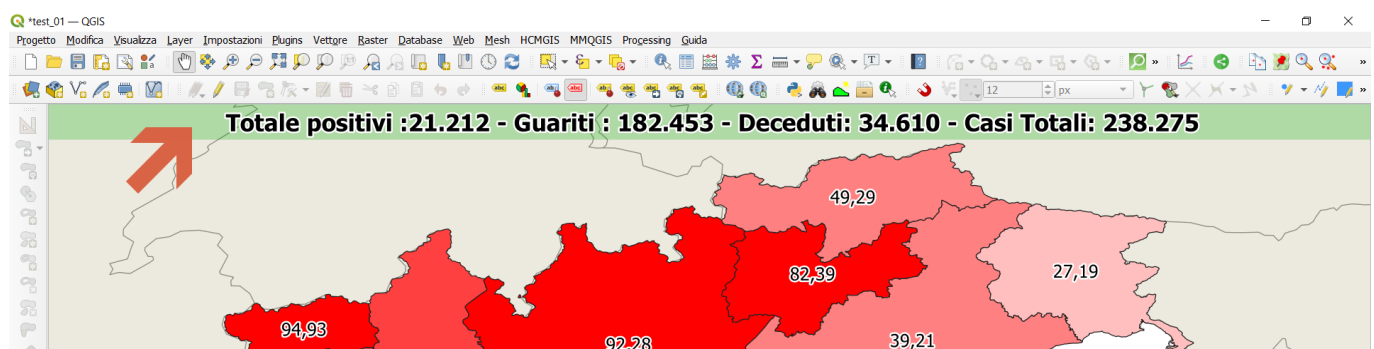 *test_01 — QGIS
Progetto Modifica Visualizza Layer Impostazioni Plugins Vettore Raster Database Web Mesh HCMGIS MMQGIS Processing Guida
12 px
Totale positivi :21.212 - Guariti : 182.453 - Deceduti: 34.610 - Casi Totali: 238.275
49,29
82,39
27,19
94,93
92,28
39,21